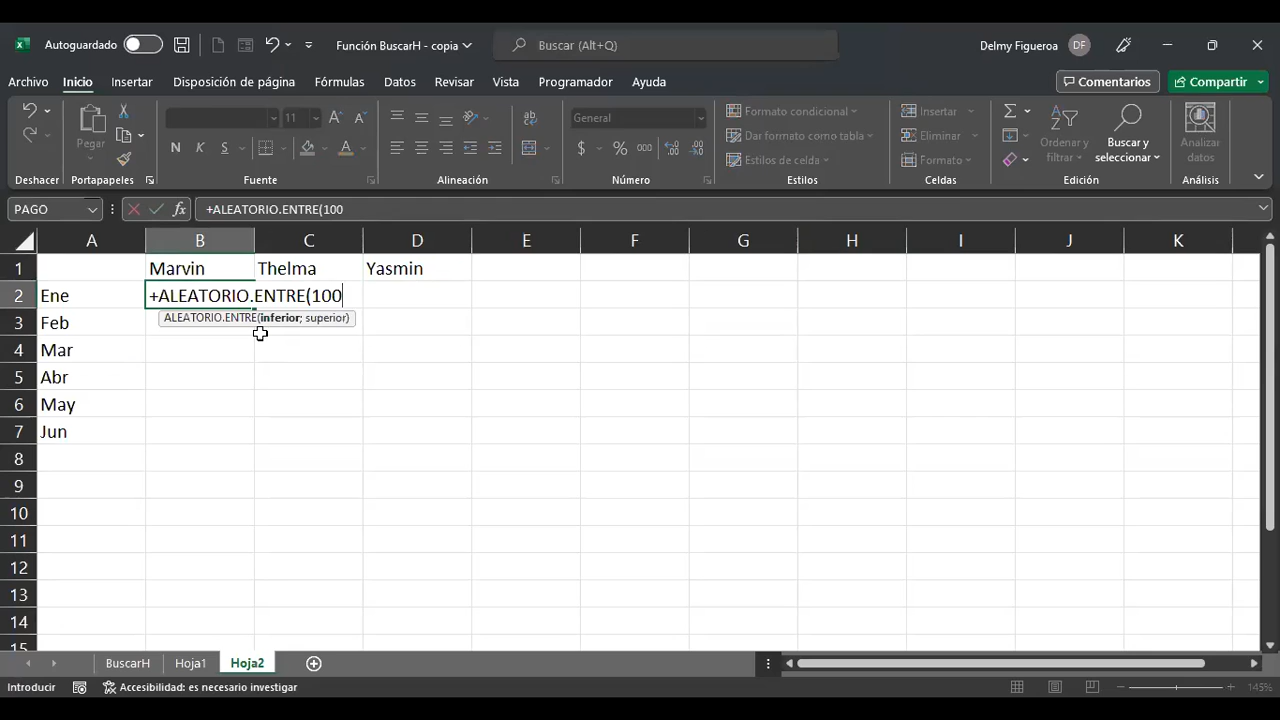 Autoguardado Función BuscarH - copia Buscar (Alt+Q) Delmy Figueroa DF
Archivo Inicio Insertar Disposición de página Fórmulas Datos Revisar Vista Programador Ayuda Comentarios Compartir
Pegar
11
N K S A
ab
General
$ % 000
Formato condicional
Dar formato como tabla
Estilos de celda
Insertar
Eliminar
Formato
Ordenar y filtrar
Buscar y seleccionar
Analizar datos
Deshacer Portapapeles Fuente Alineación Número Estilos Celdas Edición Análisis
PAGO fx +ALEATORIO.ENTRE(100
A B C D E F G H I J K
1 Marvin Thelma Yasmin
2 Ene +ALEATORIO.ENTRE(100
ALEATORIO.ENTRE(inferior; superior)
3 Feb
4 Mar
5 Abr
6 May
7 Jun
8
9
10
11
12
13
14
15
BuscarH Hoja1 Hoja2
Introducir Accesibilidad: es necesario investigar 145%